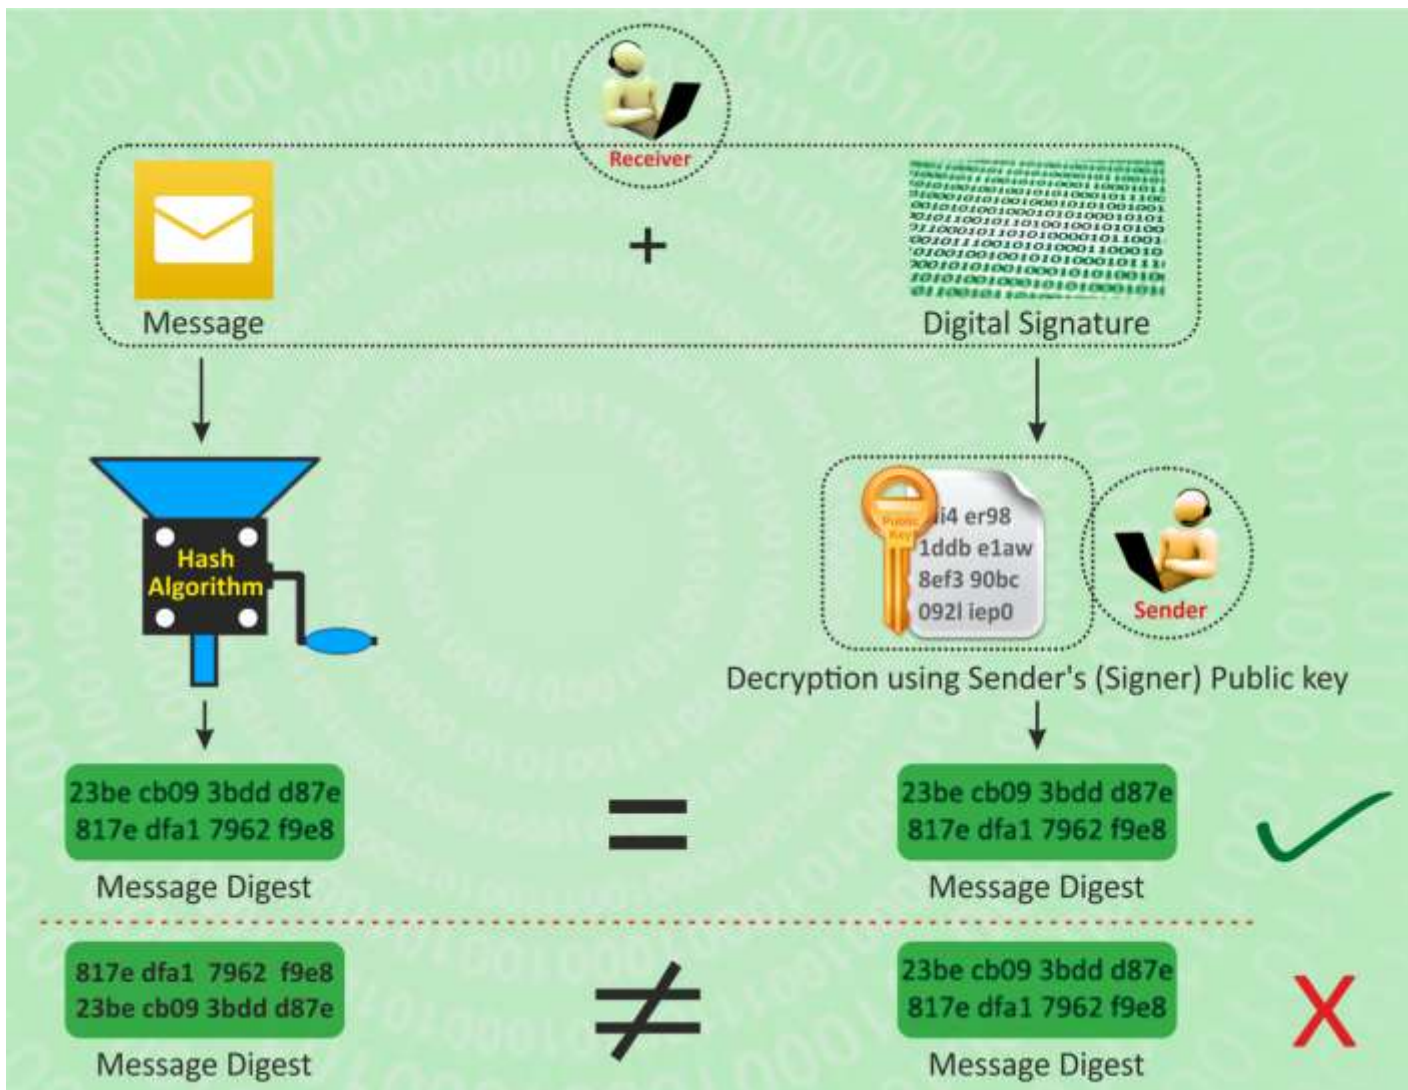 Receiver
+
Message
Digital Signature
Hash
Algorithm
Public
Key
er98
1ddb e1aw
8ef3 90bc
092l iep0
Sender
Decryption using Sender's (Signer) Public key
23be cb09 3bdd d87e
817e dfa1 7962 f9e8
Message Digest
=
23be cb09 3bdd d87e
817e dfa1 7962 f9e8
Message Digest
817e dfa1 7962 f9e8
23be cb09 3bdd d87e
Message Digest
≠
23be cb09 3bdd d87e
817e dfa1 7962 f9e8
Message Digest
X